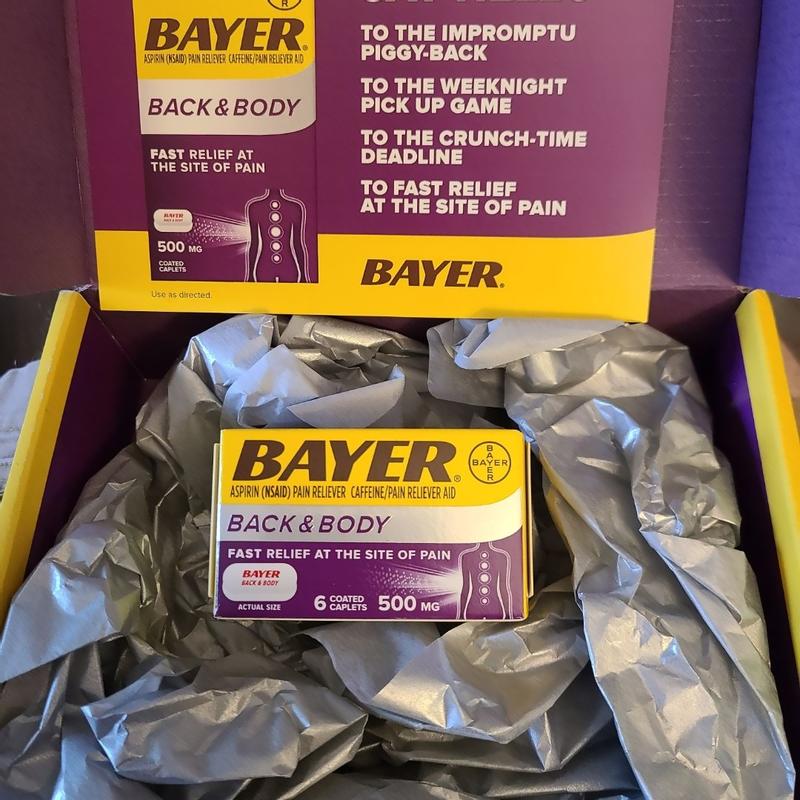 BAYER®
ASPIRIN (NSAID) PAIN RELIEVER CAFFEINE/PAIN RELIEVER AID
BACK & BODY
FAST RELIEF AT
THE SITE OF PAIN
BAYER
BACK & BODY
500 MG
COATED
CAPLETS
Use as directed.
TO THE IMPROMPTU
PIGGY-BACK
TO THE WEEKNIGHT
PICK UP GAME
TO THE CRUNCH-TIME
DEADLINE
TO FAST RELIEF
AT THE SITE OF PAIN
BAYER®
BAYER®
BAYER
BAYER
ASPIRIN (NSAID) PAIN RELIEVER CAFFEINE/PAIN RELIEVER AID
BACK & BODY
FAST RELIEF AT THE SITE OF PAIN
BAYER
BACK & BODY
ACTUAL SIZE
6 COATED CAPLETS 500 MG